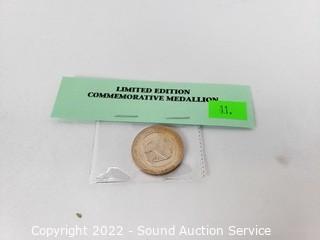 LIMITED EDITION
COMMEMORATIVE MEDALLION
11.
Copyright 2022 - Sound Auction Service